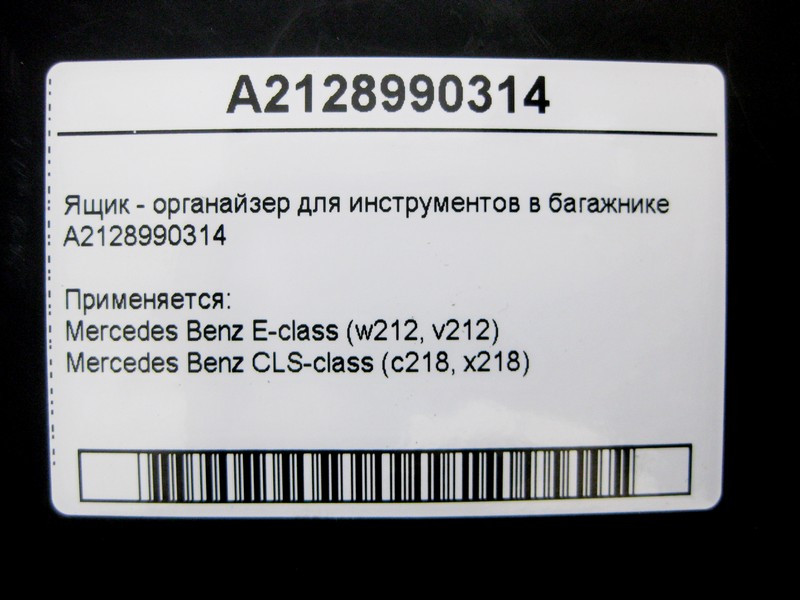 A2128990314
Ящик - органайзер для инструментов в багажнике
A2128990314
Применяется:
Mercedes Benz E-class (w212, v212)
Mercedes Benz CLS-class (c218, x218)